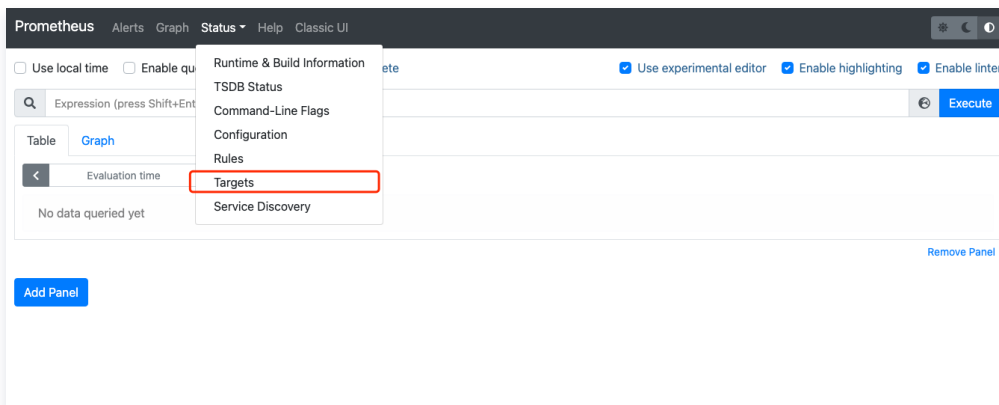 Prometheus Alerts Graph Status Help Classic UI
Use local time Enable qu ete Use experimental editor Enable highlighting Enable linter
Runtime & Build Information
TSDB Status
Command-Line Flags
Configuration
Rules
Targets
Service Discovery
Expression (press Shift+Ent Execute
Table Graph
Evaluation time
No data queried yet
Remove Panel
Add Panel